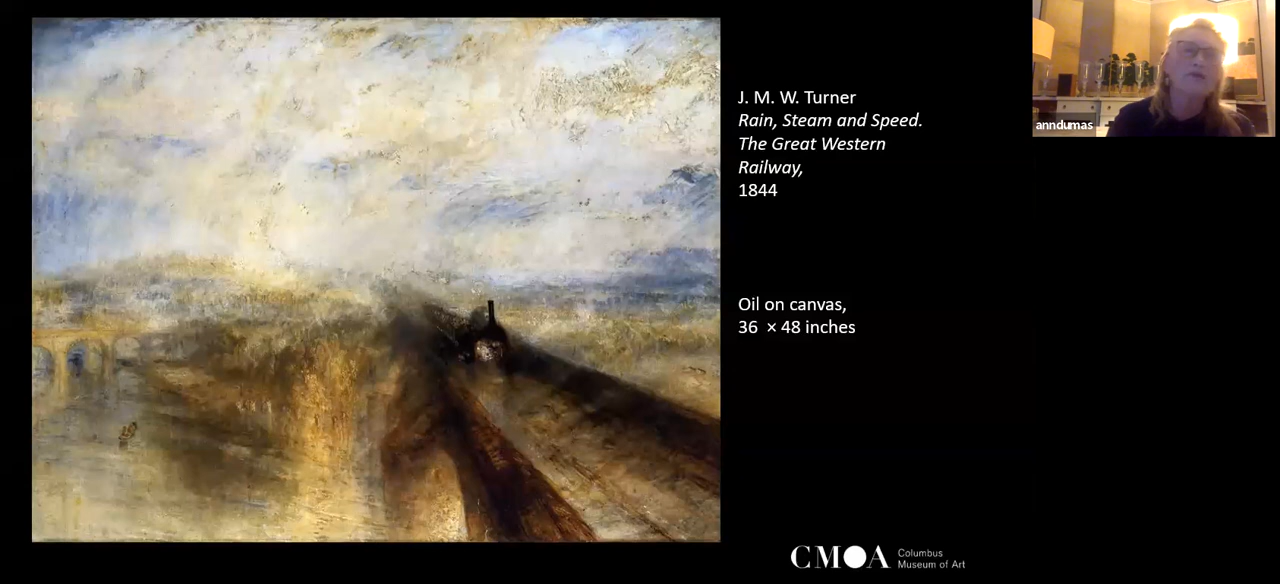 J. M. W. Turner
Rain, Steam and Speed.
The Great Western
Railway,
1844
Oil on canvas,
36 × 48 inches
anndumas
CMOA
Columbus
Museum of Art